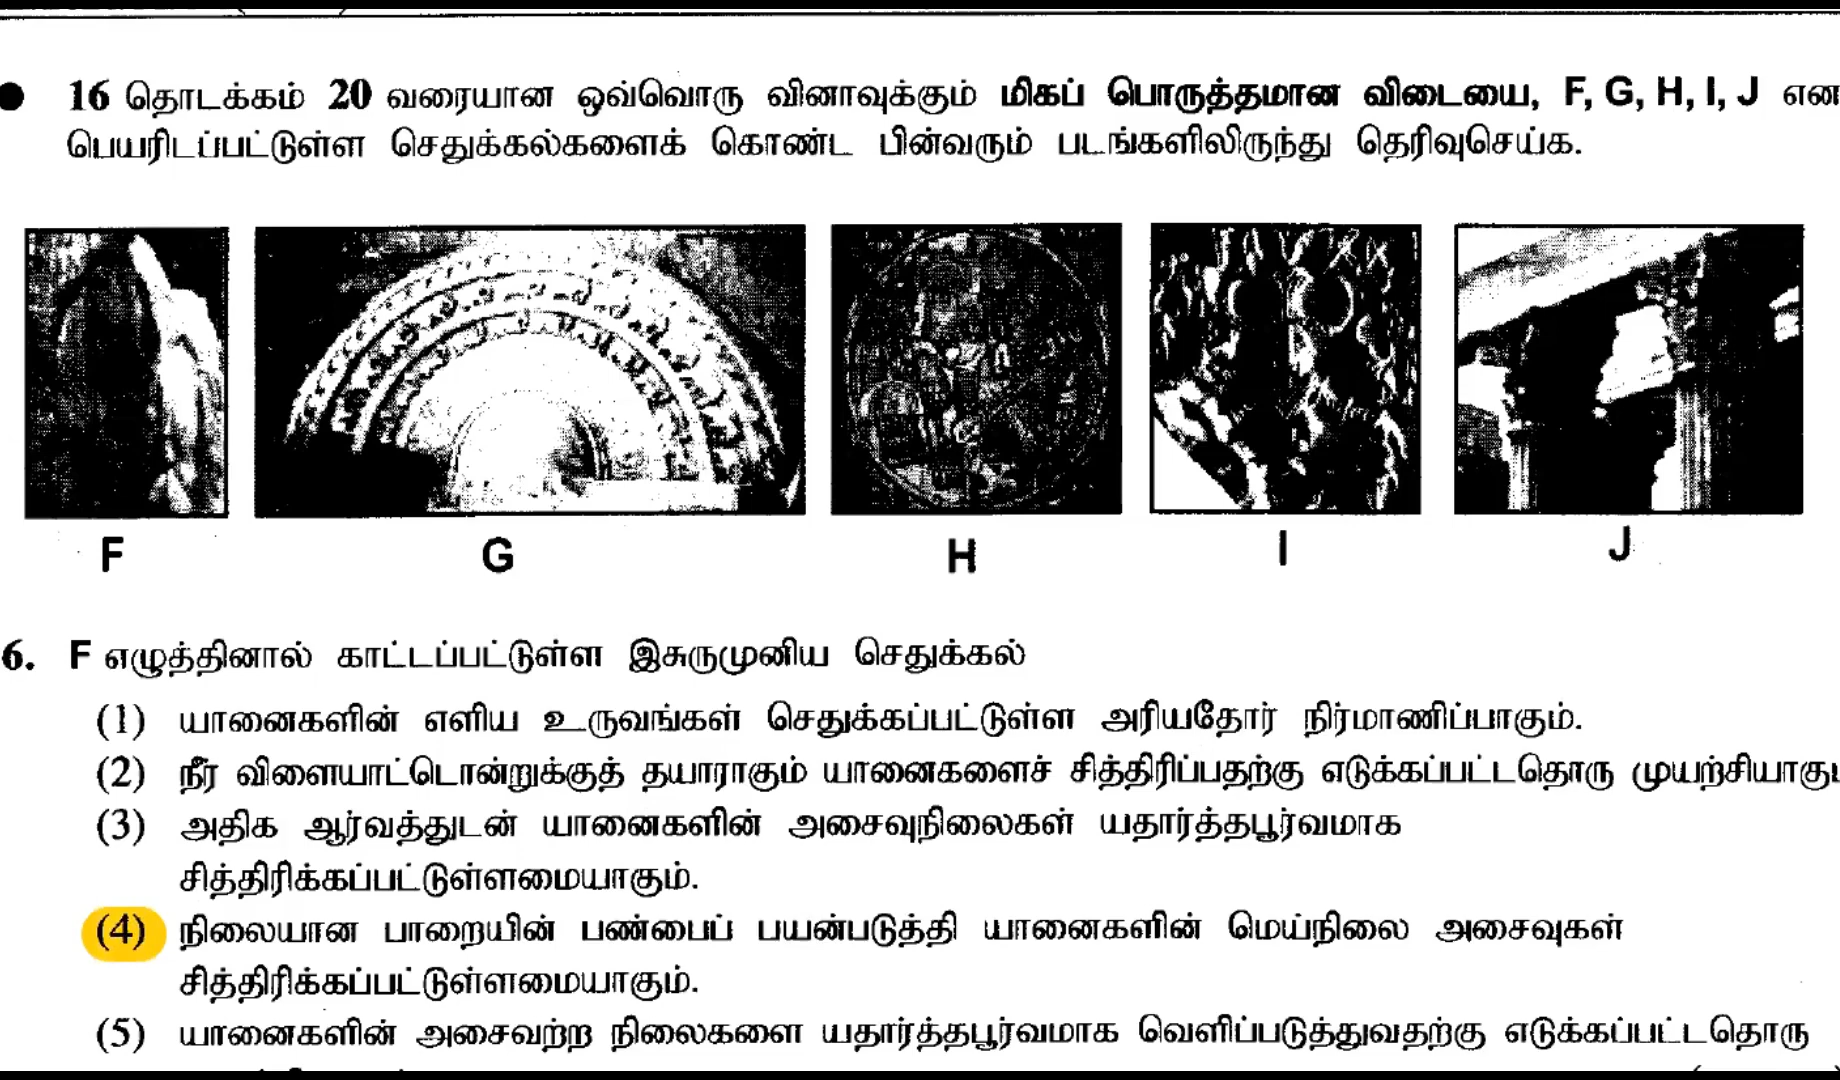 16 தொடக்கம் 20 வரையான ஒவ்வொரு வினாவுக்கும் மிகப் பொருத்தமான விடையை, F, G, H, I, J என
பெயரிடப்பட்டுள்ள செதுக்கல்களைக் கொண்ட பின்வரும் படங்களிலிருந்து தெரிவுசெய்க.
F G H I J
6. F எழுத்தினால் காட்டப்பட்டுள்ள இசுருமுனிய செதுக்கல்
(1) யானைகளின் எளிய உருவங்கள் செதுக்கப்பட்டுள்ள அரியதோர் நிர்மாணிப்பாகும்.
(2) நீர் விளையாட்டொன்றுக்குத் தயாராகும் யானைகளைச் சித்திரிப்பதற்கு எடுக்கப்பட்டதொரு
(3) அதிக ஆர்வத்துடன் யானைகளின் அசைவுநிலைகள் யதார்த்தபூர்வமாக
சித்திரிக்கப்பட்டுள்ளமையாகும்.
(4) நிலையான பாறையின் பண்பைப் பயன்படுத்தி யானைகளின் மெய்நிலை அசைவுகள்
சித்திரிக்கப்பட்டுள்ளமையாகும்.
(5) யானைகளின் அசைவற்ற நிலைகளை யதார்த்தபூர்வமாக வெளிப்படுத்துவதற்கு எடுக்கப்பட்டதொரு